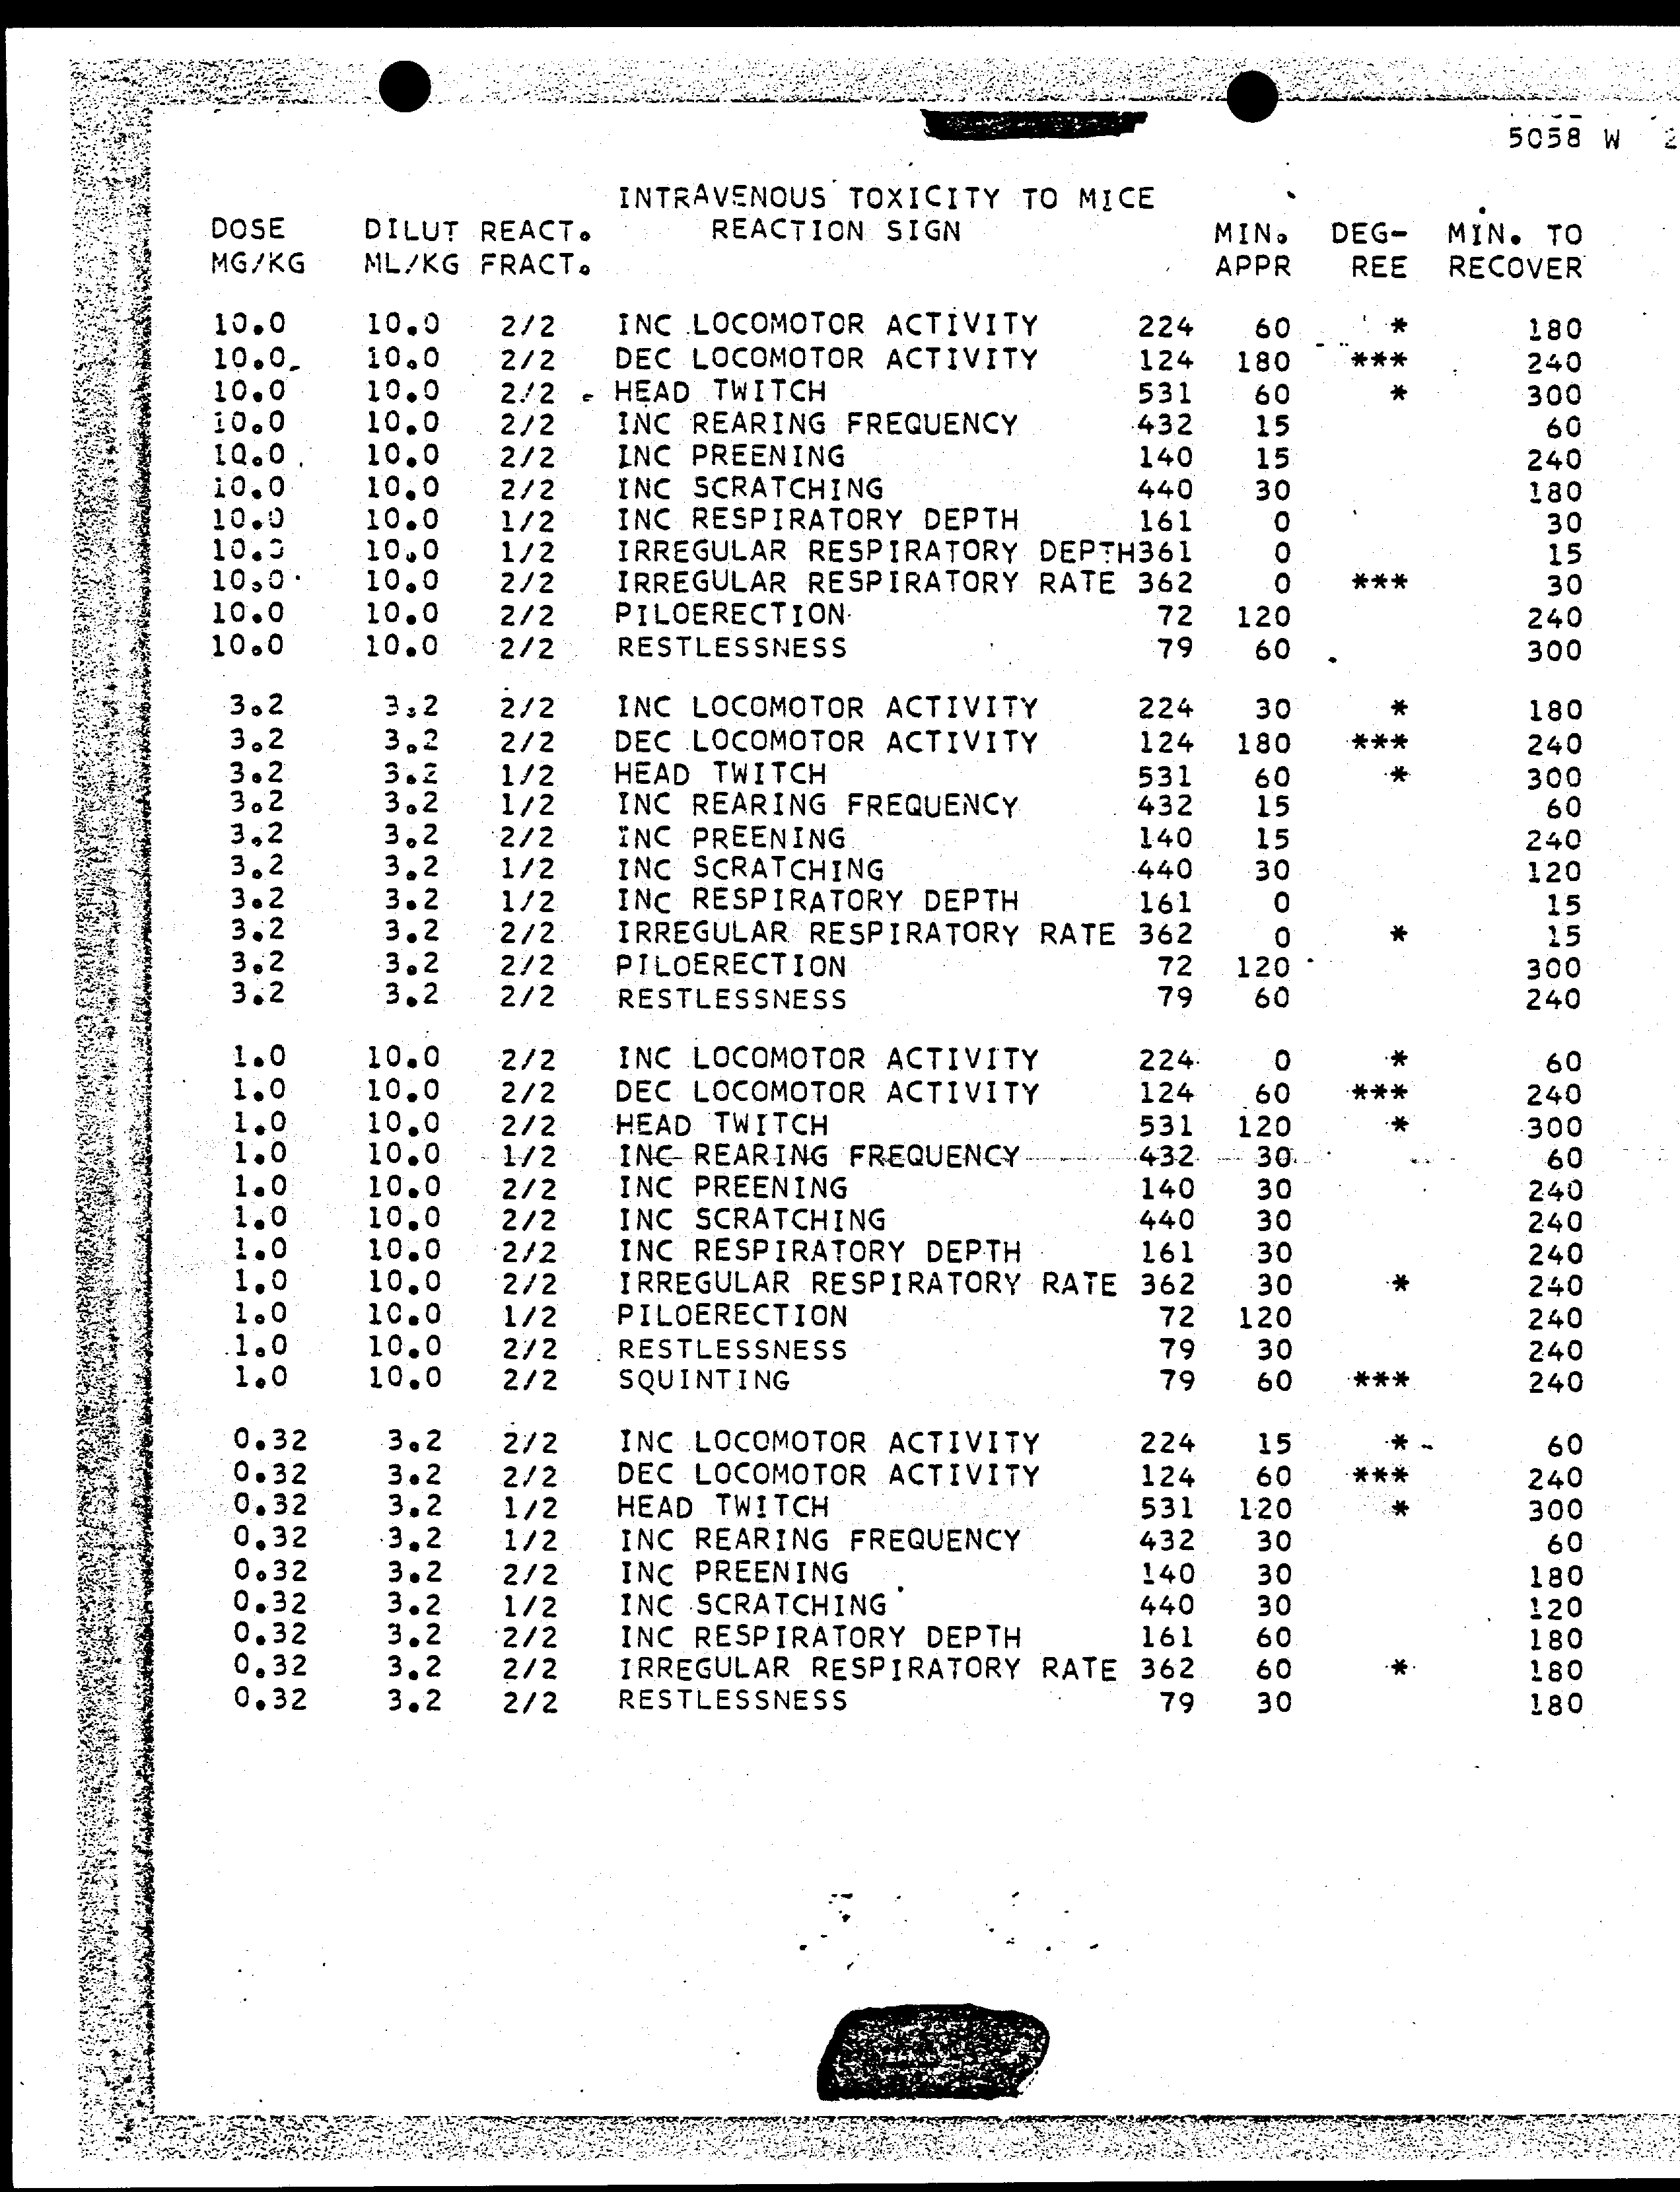 5058 W 2
INTRAVENOUS TOXICITY TO MICE
DOSE DILUT REACT. REACTION SIGN MIN. DEG- MIN. TO
MG/KG ML/KG FRACT. APPR REE RECOVER
10.0 10.0 2/2 INC LOCOMOTOR ACTIVITY 224 60 * 180
10.0 10.0 2/2 DEC LOCOMOTOR ACTIVITY 124 180 *** 240
10.0 10.0 2/2 HEAD TWITCH 531 60 * 300
10.0 10.0 2/2 INC REARING FREQUENCY 432 15 60
10.0 10.0 2/2 INC PREENING 140 15 240
10.0 10.0 2/2 INC SCRATCHING 440 30 180
10.0 10.0 1/2 INC RESPIRATORY DEPTH 161 0 30
10.0 10.0 1/2 IRREGULAR RESPIRATORY DEPTH361 0 15
10.0 10.0 2/2 IRREGULAR RESPIRATORY RATE 362 0 *** 30
10.0 10.0 2/2 PILOERECTION 72 120 240
10.0 10.0 2/2 RESTLESSNESS 79 60 300
3.2 3.2 2/2 INC LOCOMOTOR ACTIVITY 224 30 * 180
3.2 3.2 2/2 DEC LOCOMOTOR ACTIVITY 124 180 *** 240
3.2 3.2 1/2 HEAD TWITCH 531 60 * 300
3.2 3.2 1/2 INC REARING FREQUENCY 432 15 60
3.2 3.2 2/2 INC PREENING 140 15 240
3.2 3.2 1/2 INC SCRATCHING 440 30 120
3.2 3.2 1/2 INC RESPIRATORY DEPTH 161 0 15
3.2 3.2 2/2 IRREGULAR RESPIRATORY RATE 362 0 * 15
3.2 3.2 2/2 PILOERECTION 72 120 300
3.2 3.2 2/2 RESTLESSNESS 79 60 240
1.0 10.0 2/2 INC LOCOMOTOR ACTIVITY 224 0 * 60
1.0 10.0 2/2 DEC LOCOMOTOR ACTIVITY 124 60 *** 240
1.0 10.0 2/2 HEAD TWITCH 531 120 * 300
1.0 10.0 1/2 INC REARING FREQUENCY 432 30 60
1.0 10.0 2/2 INC PREENING 140 30 240
1.0 10.0 2/2 INC SCRATCHING 440 30 240
1.0 10.0 2/2 INC RESPIRATORY DEPTH 161 30 240
1.0 10.0 2/2 IRREGULAR RESPIRATORY RATE 362 30 * 240
1.0 10.0 1/2 PILOERECTION 72 120 240
1.0 10.0 2/2 RESTLESSNESS 79 30 240
1.0 10.0 2/2 SQUINTING 79 60 *** 240
0.32 3.2 2/2 INC LOCOMOTOR ACTIVITY 224 15 * 60
0.32 3.2 2/2 DEC LOCOMOTOR ACTIVITY 124 60 *** 240
0.32 3.2 1/2 HEAD TWITCH 531 120 * 300
0.32 3.2 1/2 INC REARING FREQUENCY 432 30 60
0.32 3.2 2/2 INC PREENING 140 30 180
0.32 3.2 1/2 INC SCRATCHING 440 30 120
0.32 3.2 2/2 INC RESPIRATORY DEPTH 161 60 180
0.32 3.2 2/2 IRREGULAR RESPIRATORY RATE 362 60 * 180
0.32 3.2 2/2 RESTLESSNESS 79 30 180